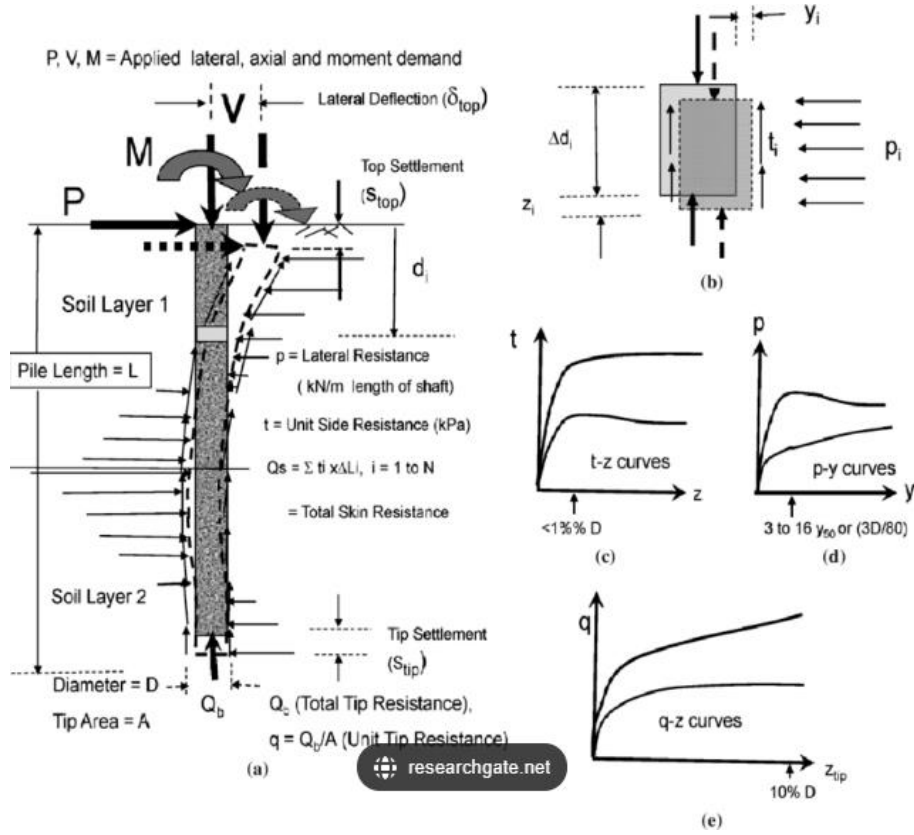 P, V, M = Applied lateral, axial and moment demand
V
Lateral Deflection (δtop)
M
Top Settlement
(Stop)
P
di
Soil Layer 1
p = Lateral Resistance
( kN/m length of shaft)
Pile Length = L
t = Unit Side Resistance (kPa)
Qs = Σ ti x∆Li, i = 1 to N
= Total Skin Resistance
Soil Layer 2
Tip Settlement
(Stip)
Diameter = D
Qb
Tip Area = A
Qc (Total Tip Resistance),
q = Qb/A (Unit Tip Resistance)
(a)
yi
∆di
ti
pi
zi
(b)
t
t-z curves
z
<1%% D
(c)
p
p-y curves
y
3 to 16 y50 or (3D/80)
(d)
q
q-z curves
ztip
10% D
(e)
researchgate.net